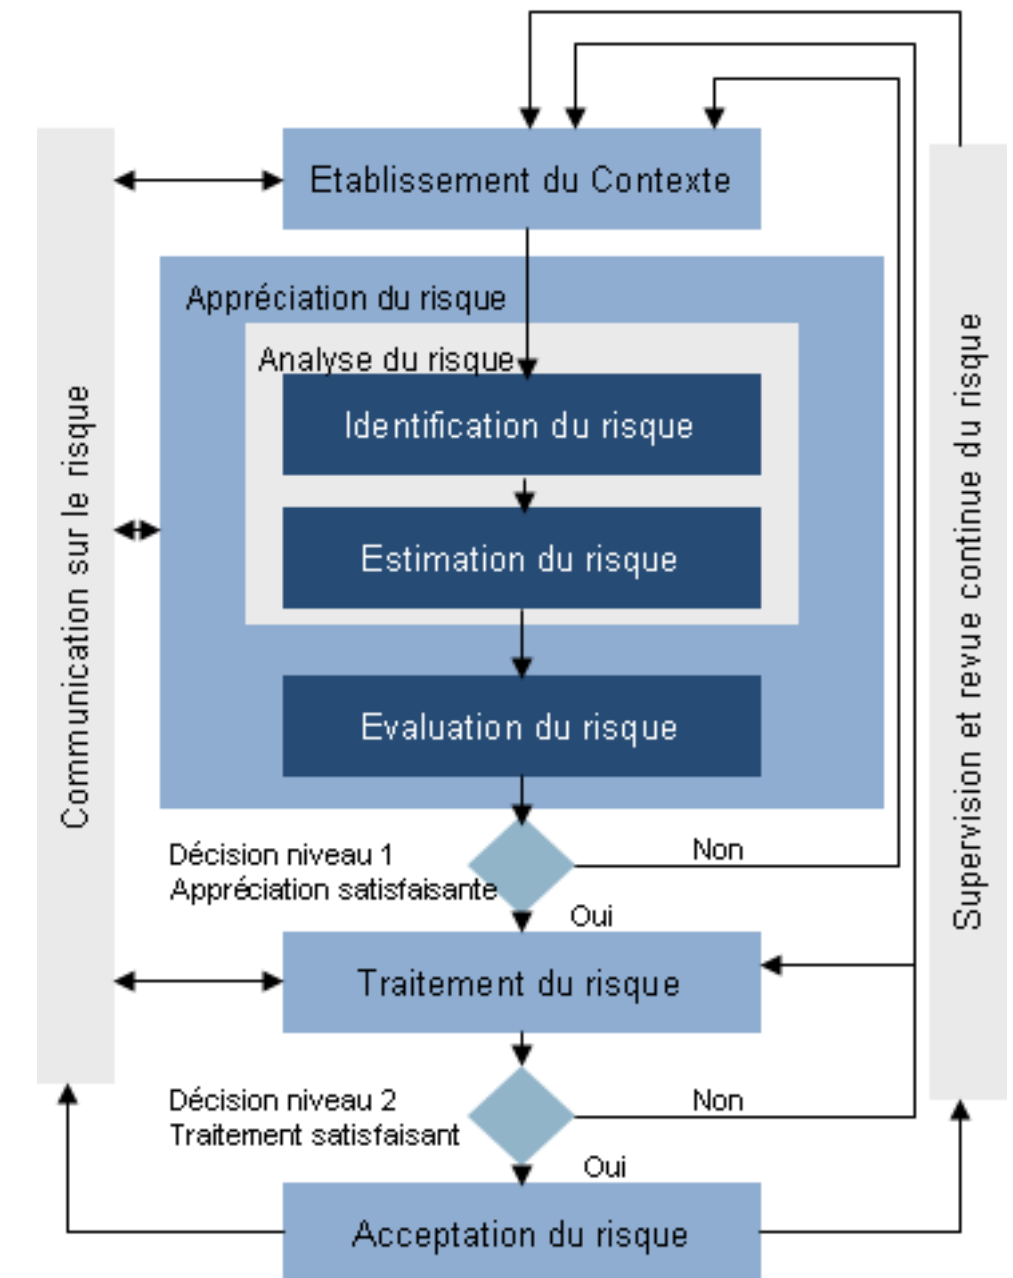 Etablissement du Contexte
Appréciation du risque
Analyse du risque
Identification du risque
Estimation du risque
Evaluation du risque
Décision niveau 1
Appréciation satisfaisante
Non
Oui
Traitement du risque
Décision niveau 2
Traitement satisfaisant
Non
Oui
Acceptation du risque
Communication sur le risque
Supervision et revue continue du risque